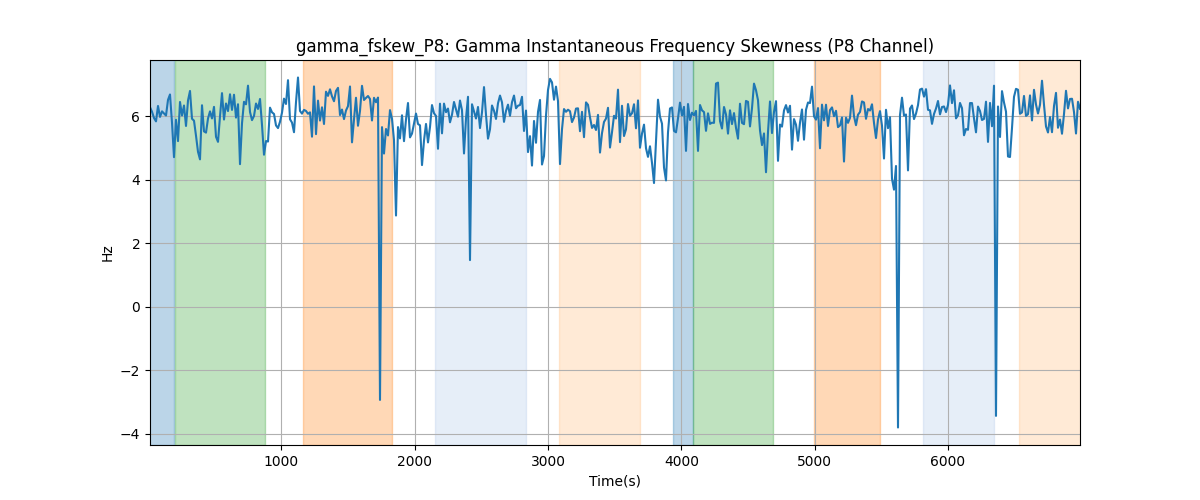 gamma_fskew_P8: Gamma Instantaneous Frequency Skewness (P8 Channel)
Hz
6
4
2
0
−2
−4
1000 2000 3000 4000 5000 6000
Time(s)